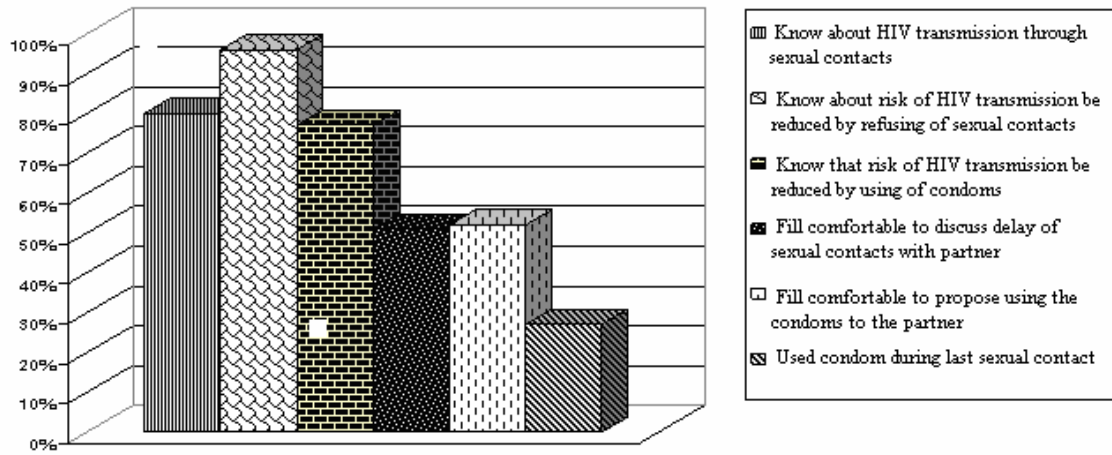 100%
90%
80%
70%
60%
50%
40%
30%
20%
10%
0%
Know about HIV transmission through
sexual contacts
Know about risk of HIV transmission be
reduced by refusing of sexual contacts
Know that risk of HIV transmission be
reduced by using of condoms
Fill comfortable to discuss delay of
sexual contacts with partner
Fill comfortable to propose using the
condoms to the partner
Used condom during last sexual contact